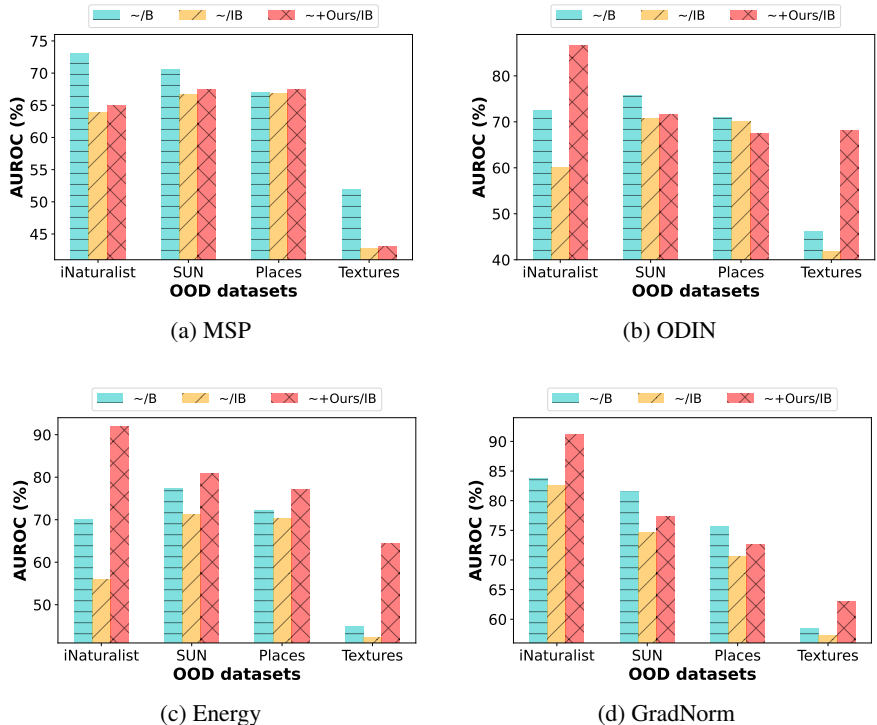 ~/B ~/IB ~+Ours/IB
75
70
65
60
55
50
45
AUROC (%)
iNaturalist SUN Places Textures
OOD datasets
(a) MSP
~/B ~/IB ~+Ours/IB
80
70
60
50
40
AUROC (%)
iNaturalist SUN Places Textures
OOD datasets
(b) ODIN
~/B ~/IB ~+Ours/IB
90
80
70
60
50
AUROC (%)
iNaturalist SUN Places Textures
OOD datasets
(c) Energy
~/B ~/IB ~+Ours/IB
90
85
80
75
70
65
60
AUROC (%)
iNaturalist SUN Places Textures
OOD datasets
(d) GradNorm